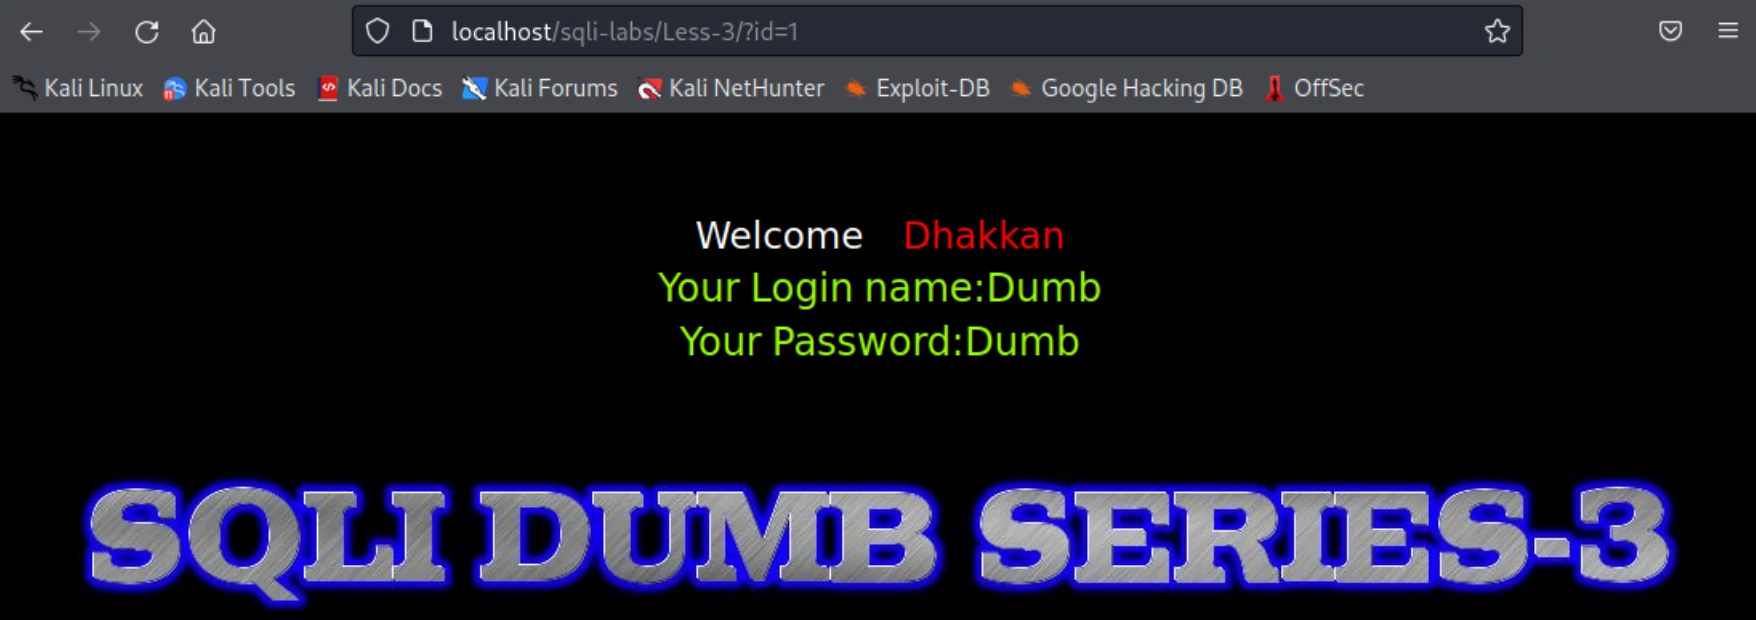 localhost/sqli-labs/Less-3/?id=1
Kali Linux Kali Tools Kali Docs Kali Forums Kali NetHunter Exploit-DB Google Hacking DB OffSec
Welcome Dhakkan
Your Login name:Dumb
Your Password:Dumb
SQLI DUMB SERIES-3